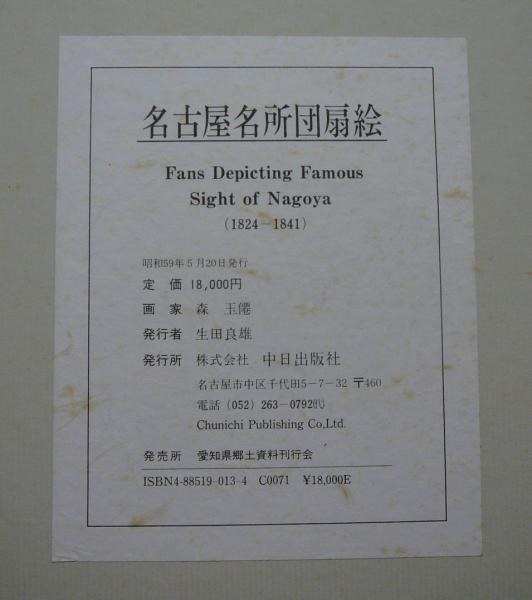 名古屋名所団扇絵
Fans Depicting Famous
Sight of Nagoya
(1824－1841)
昭和59年5月20日発行
定　価 18,000円
画　家　森　玉僊
発行者　生田良雄
発行所　株式会社　中日出版社
名古屋市中区千代田5－7－32 〒460
電話 (052) 263－0792代
Chunichi Publishing Co,Ltd.
発売所　愛知県郷土資料刊行会
ISBN4-88519-013-4　C0071　¥18,000E